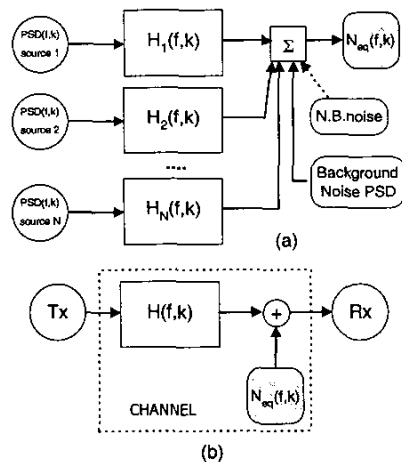 PSD(f,k)
source 1
H1(f,k)
Σ
Neq(f,k)
PSD(f,k)
source 2
H2(f,k)
N.B.noise
....
PSD(f,k)
source N
HN(f,k)
Background
Noise PSD
(a)
Tx
H(f,k)
+
Rx
Neq(f,k)
CHANNEL
(b)